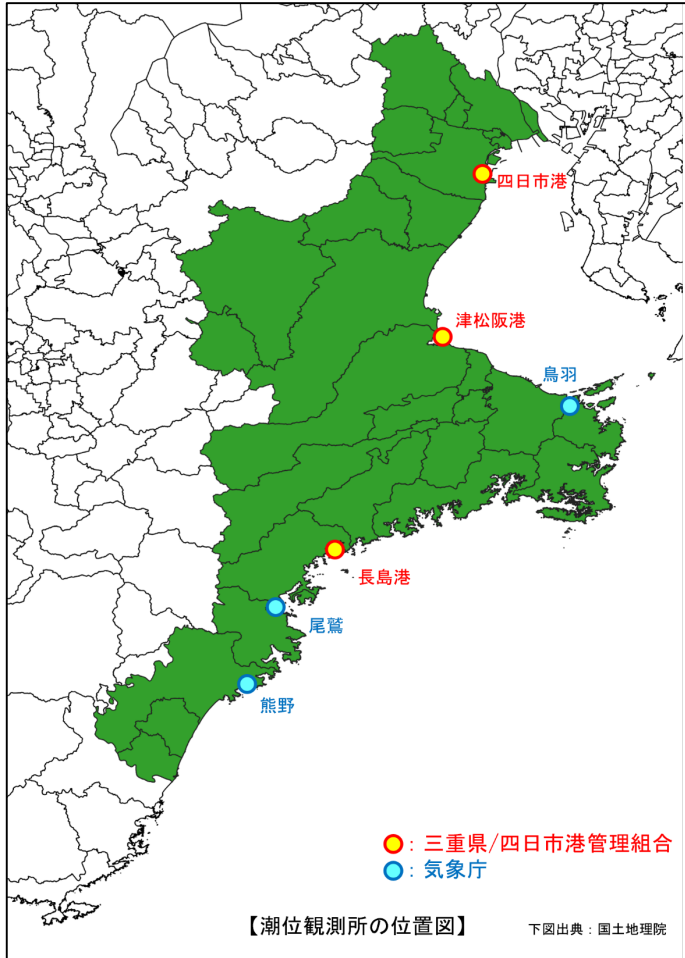 四日市港
津松阪港
鳥羽
長島港
尾鷲
熊野
：三重県/四日市港管理組合
：気象庁
【潮位観測所の位置図】
下図出典：国土地理院